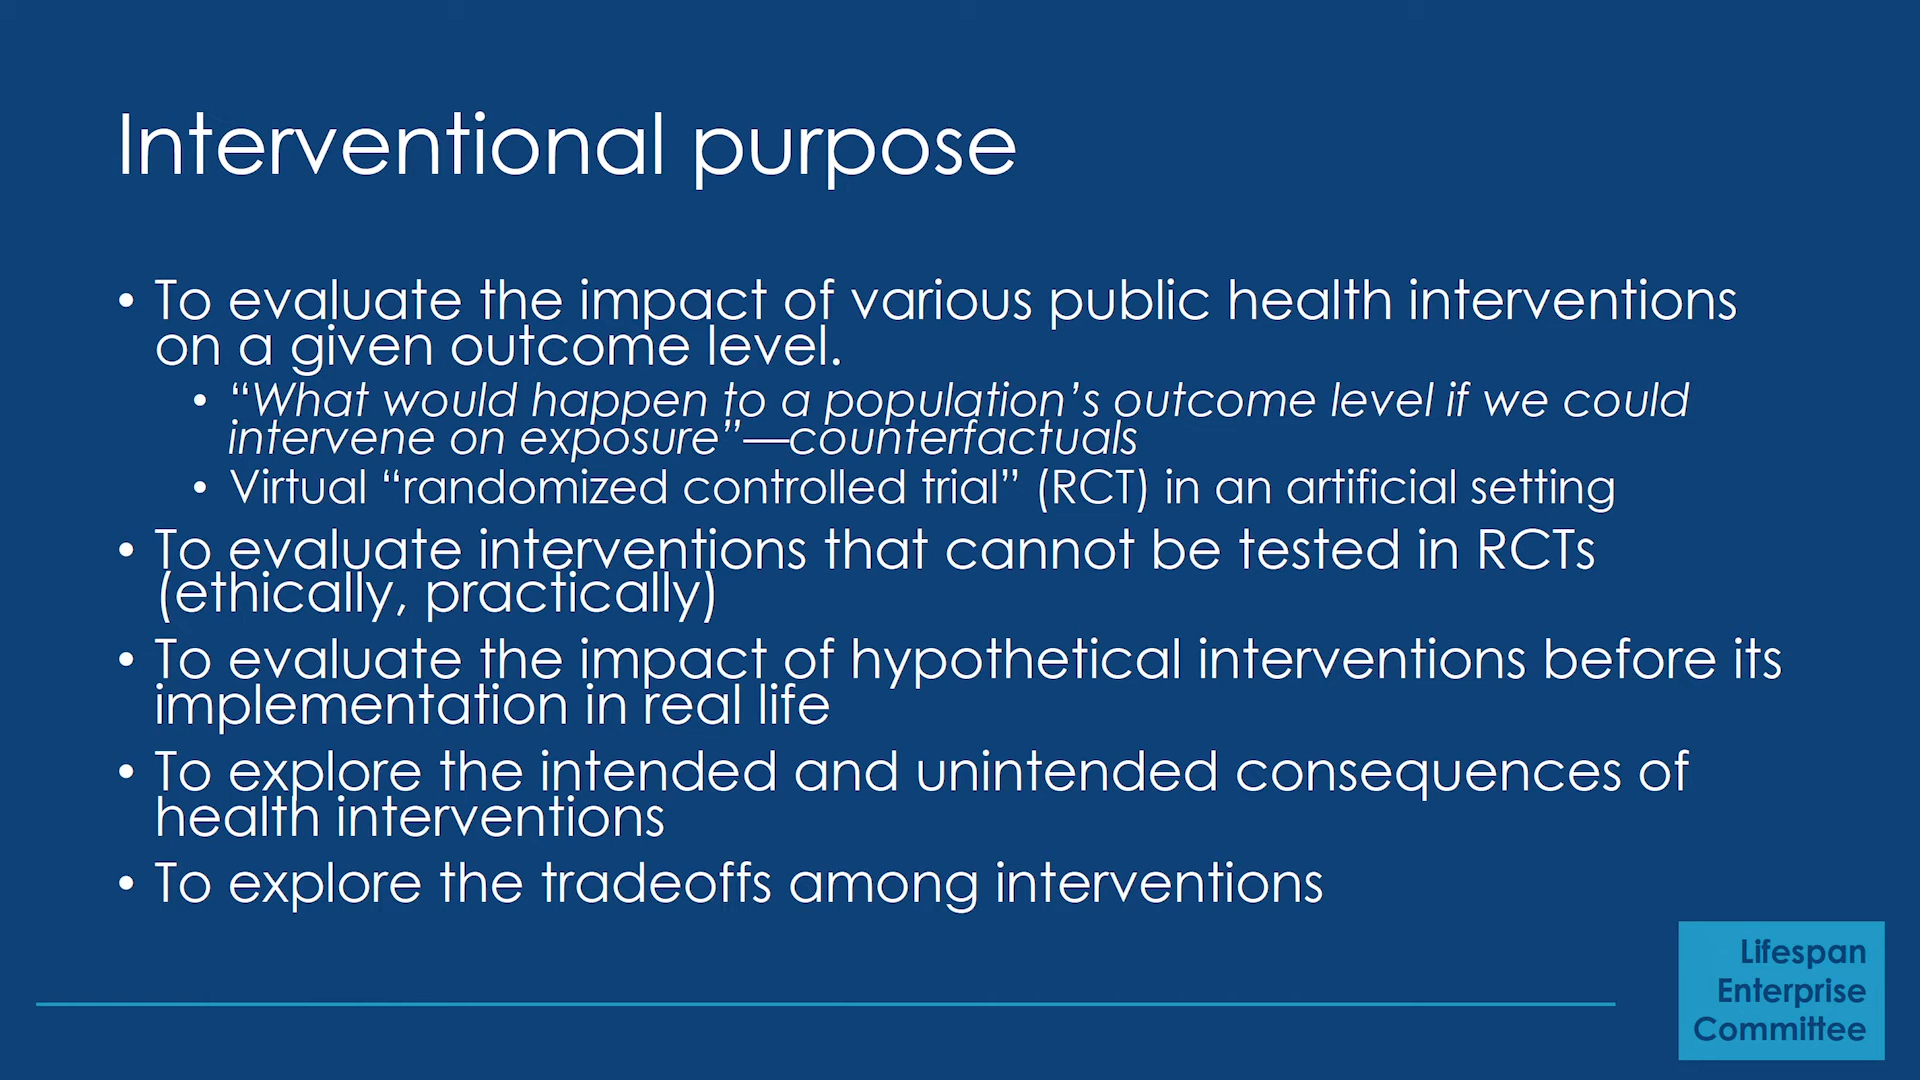 Interventional purpose
• To evaluate the impact of various public health interventions
on a given outcome level.
• “What would happen to a population’s outcome level if we could
intervene on exposure”—counterfactuals
• Virtual “randomized controlled trial” (RCT) in an artificial setting
• To evaluate interventions that cannot be tested in RCTs
(ethically, practically)
• To evaluate the impact of hypothetical interventions before its
implementation in real life
• To explore the intended and unintended consequences of
health interventions
• To explore the tradeoffs among interventions
Lifespan
Enterprise
Committee